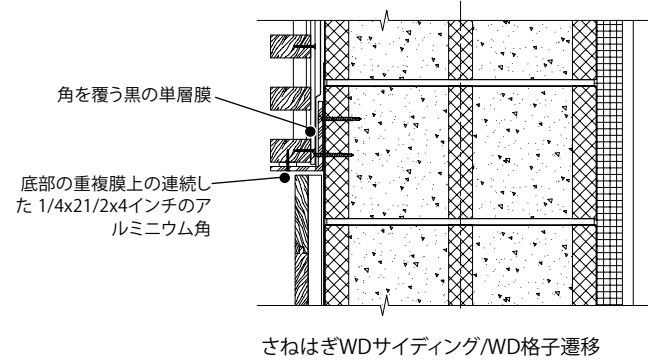 角を覆う黒の単層膜
底部の重複膜上の連続し
た 1/4x21/2x4インチのア
ルミニウム角
さねはぎWDサイディング/WD格子遷移